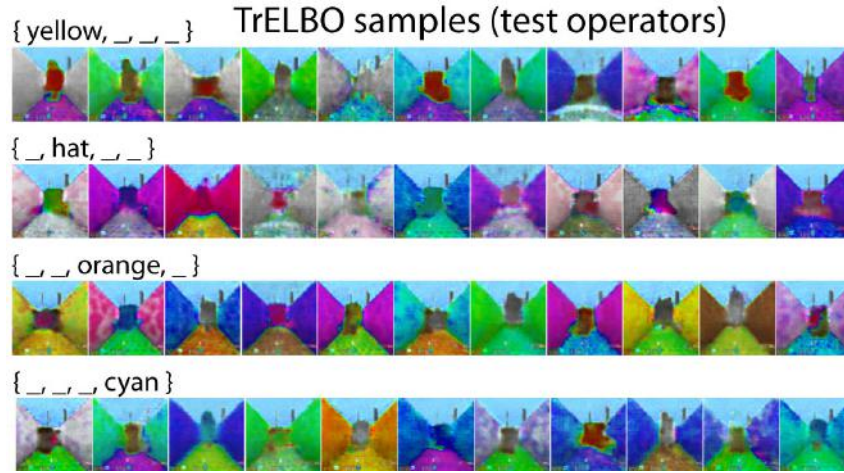 TrELBO samples (test operators)
{ yellow, _, _, _ }
{ _, hat, _, _ }
{ _, _, orange, _ }
{ _, _, _, cyan }